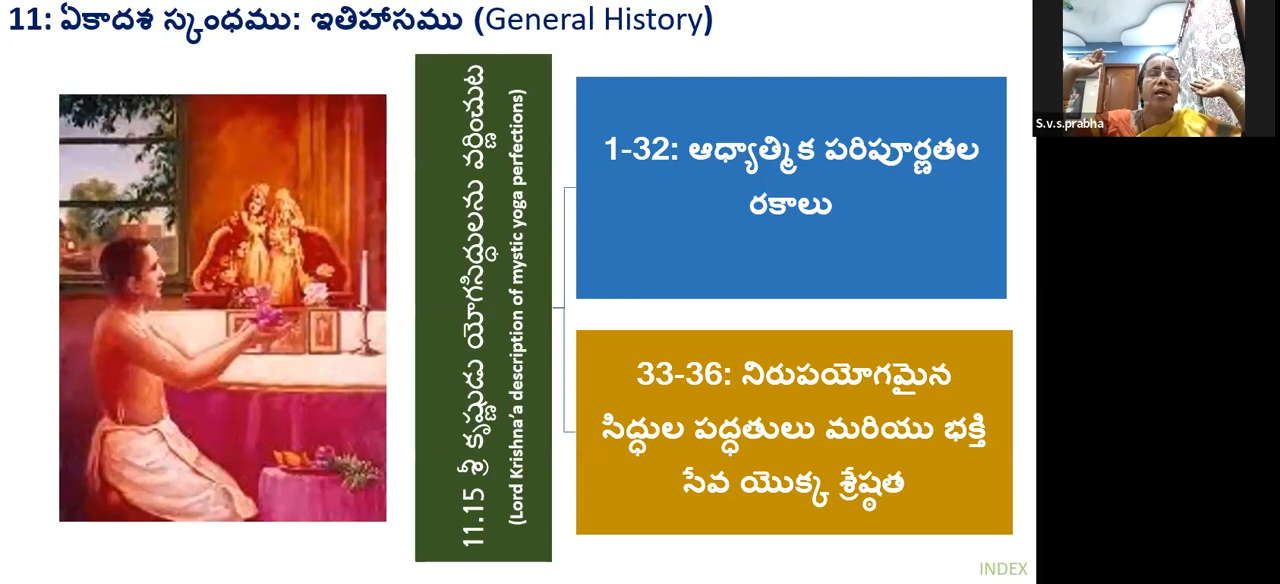 11: ఏకాదశ స్కంధము: ఇతిహాసము (General History)
11.15 శ్రీ కృష్ణుడు యోగసిద్ధులను వర్ణించుట
(Lord Krishna'a description of mystic yoga perfections)
1-32: ఆధ్యాత్మిక పరిపూర్ణతల
రకాలు
33-36: నిరుపయోగమైన
సిద్ధుల పద్ధతులు మరియు భక్తి
సేవ యొక్క శ్రేష్ఠత
INDEX
S.v.s.prabha